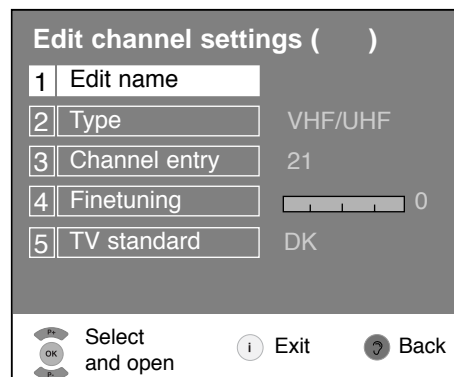 Edit channel settings (      )
1 Edit name
2 Type VHF/UHF
3 Channel entry 21
4 Finetuning 0
5 TV standard DK
P+
OK
P-
Select
and open
i Exit
Back